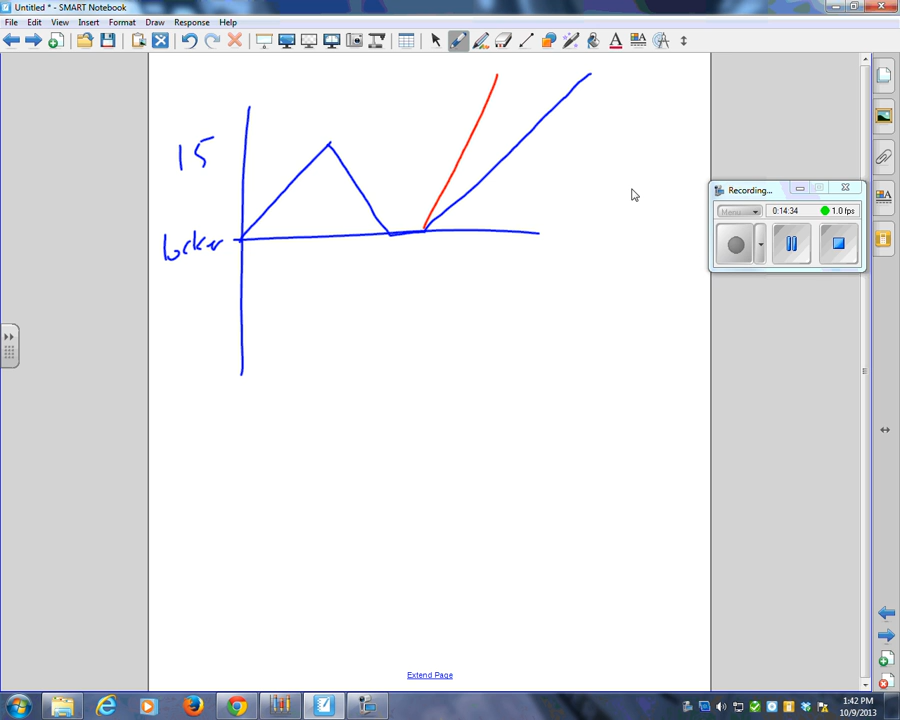 Untitled * - SMART Notebook
File Edit View Insert Format Draw Response Help
15
locker
Recording...
Menu
0:14:34
1.0 fps
Extend Page
1:42 PM
10/9/2013